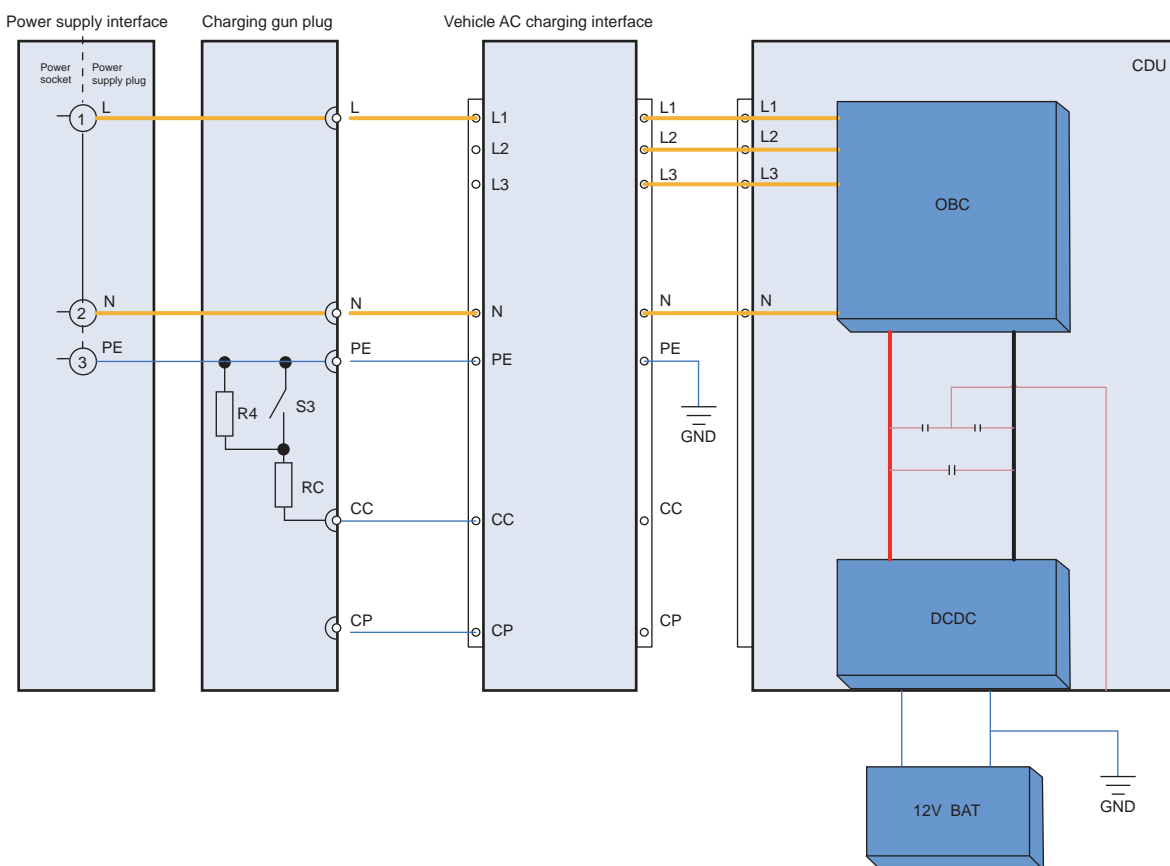 Power supply interface
Charging gun plug
Vehicle AC charging interface
CDU
Power
socket
Power
supply plug
1
L
L
L1
L1
L1
L2
L2
L2
L3
L3
L3
OBC
2
N
N
N
N
N
3
PE
PE
PE
PE
R4
S3
GND
RC
CC
CC
CC
CP
CP
CP
DCDC
12V BAT
GND